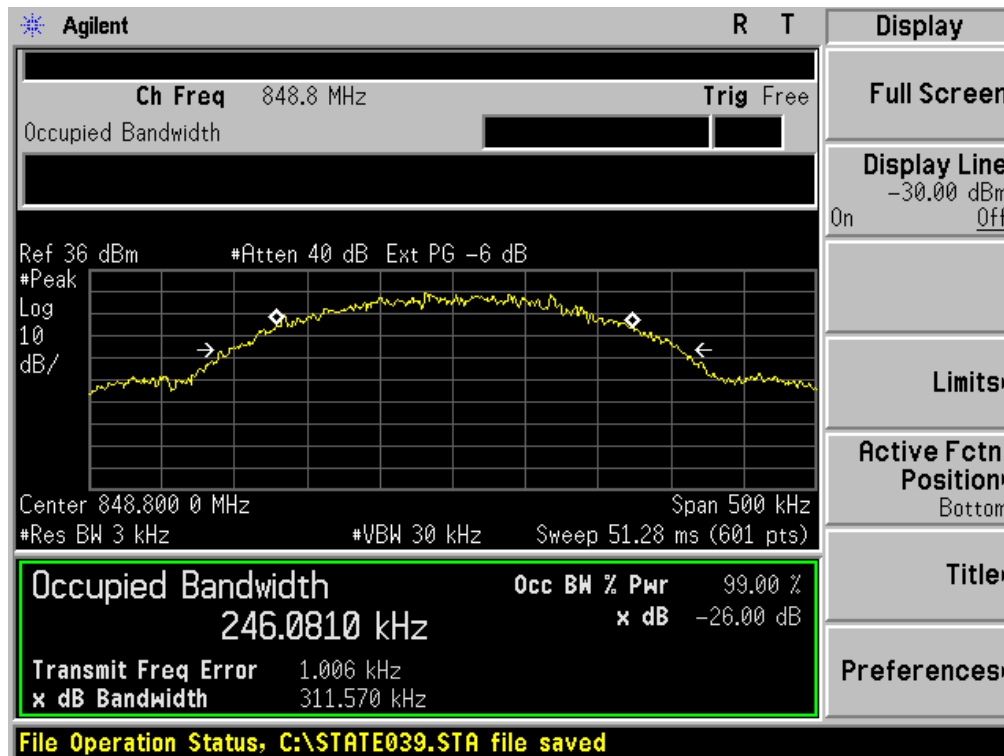 Agilent R T Display
Ch Freq 848.8 MHz Trig Free
Occupied Bandwidth
Ref 36 dBm #Atten 40 dB Ext PG -6 dB
#Peak
Log
10
dB/
Center 848.800 0 MHz Span 500 kHz
#Res BW 3 kHz #VBW 30 kHz Sweep 51.28 ms (601 pts)
Occupied Bandwidth Occ BW % Pwr 99.00 %
246.0810 kHz x dB -26.00 dB
Transmit Freq Error 1.006 kHz
x dB Bandwidth 311.570 kHz
File Operation Status, C:\STATE039.STA file saved
Full Screen
Display Line
-30.00 dBm
On Off
Limits
Active Fctn
Position
Bottom
Title
Preferences